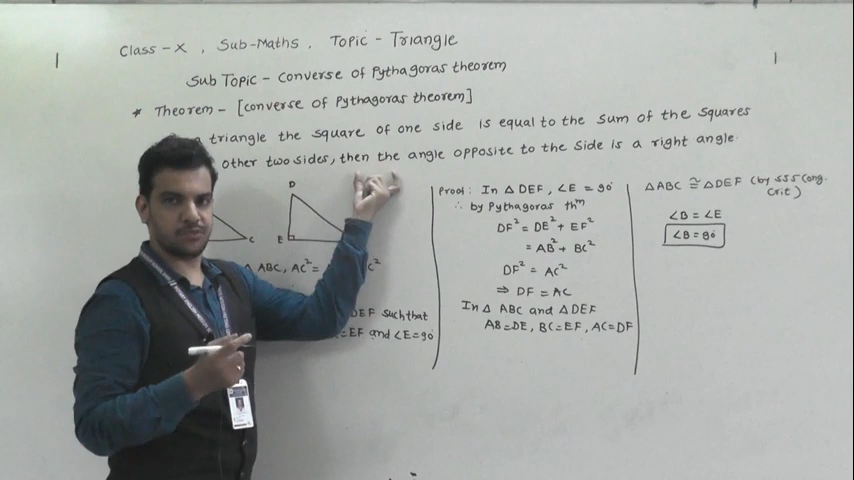 Class - X , Sub-Maths , Topic - Triangle
Sub Topic - Converse of Pythagoras theorem
* Theorem - [converse of Pythagoras theorem]
triangle the square of one side is equal to the sum of the squares
other two sides, then the angle opposite to the side is a right angle.
D
C
E
ABC, AC² =
C²
DEF such that
=EF and ∠E=90°
Proof: In △ DEF, ∠E = 90°
∴ by Pythagoras thm
DF² = DE² + EF²
= AB² + BC²
DF² = AC²
⇒ DF = AC
In △ ABC and △DEF
AB=DE, BC=EF, AC=DF
△ABC ≅ △DEF (by SSS Cong.
Crit)
∠B = ∠E
∠B = 90°